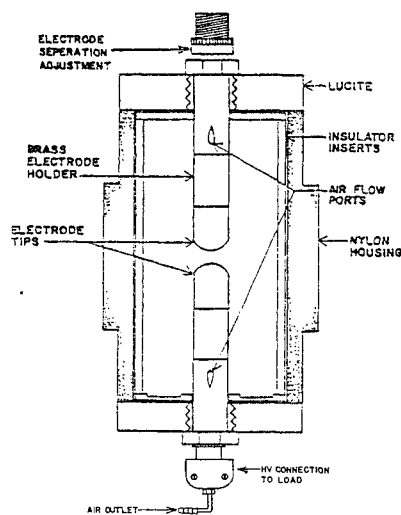 ELECTRODE
SEPERATION
ADJUSTMENT
LUCITE
INSULATOR
INSERTS
BRASS
ELECTRODE
HOLDER
AIR FLOW
PORTS
ELECTRODE
TIPS
NYLON
HOUSING
HV CONNECTION
TO LOAD
AIR OUTLET